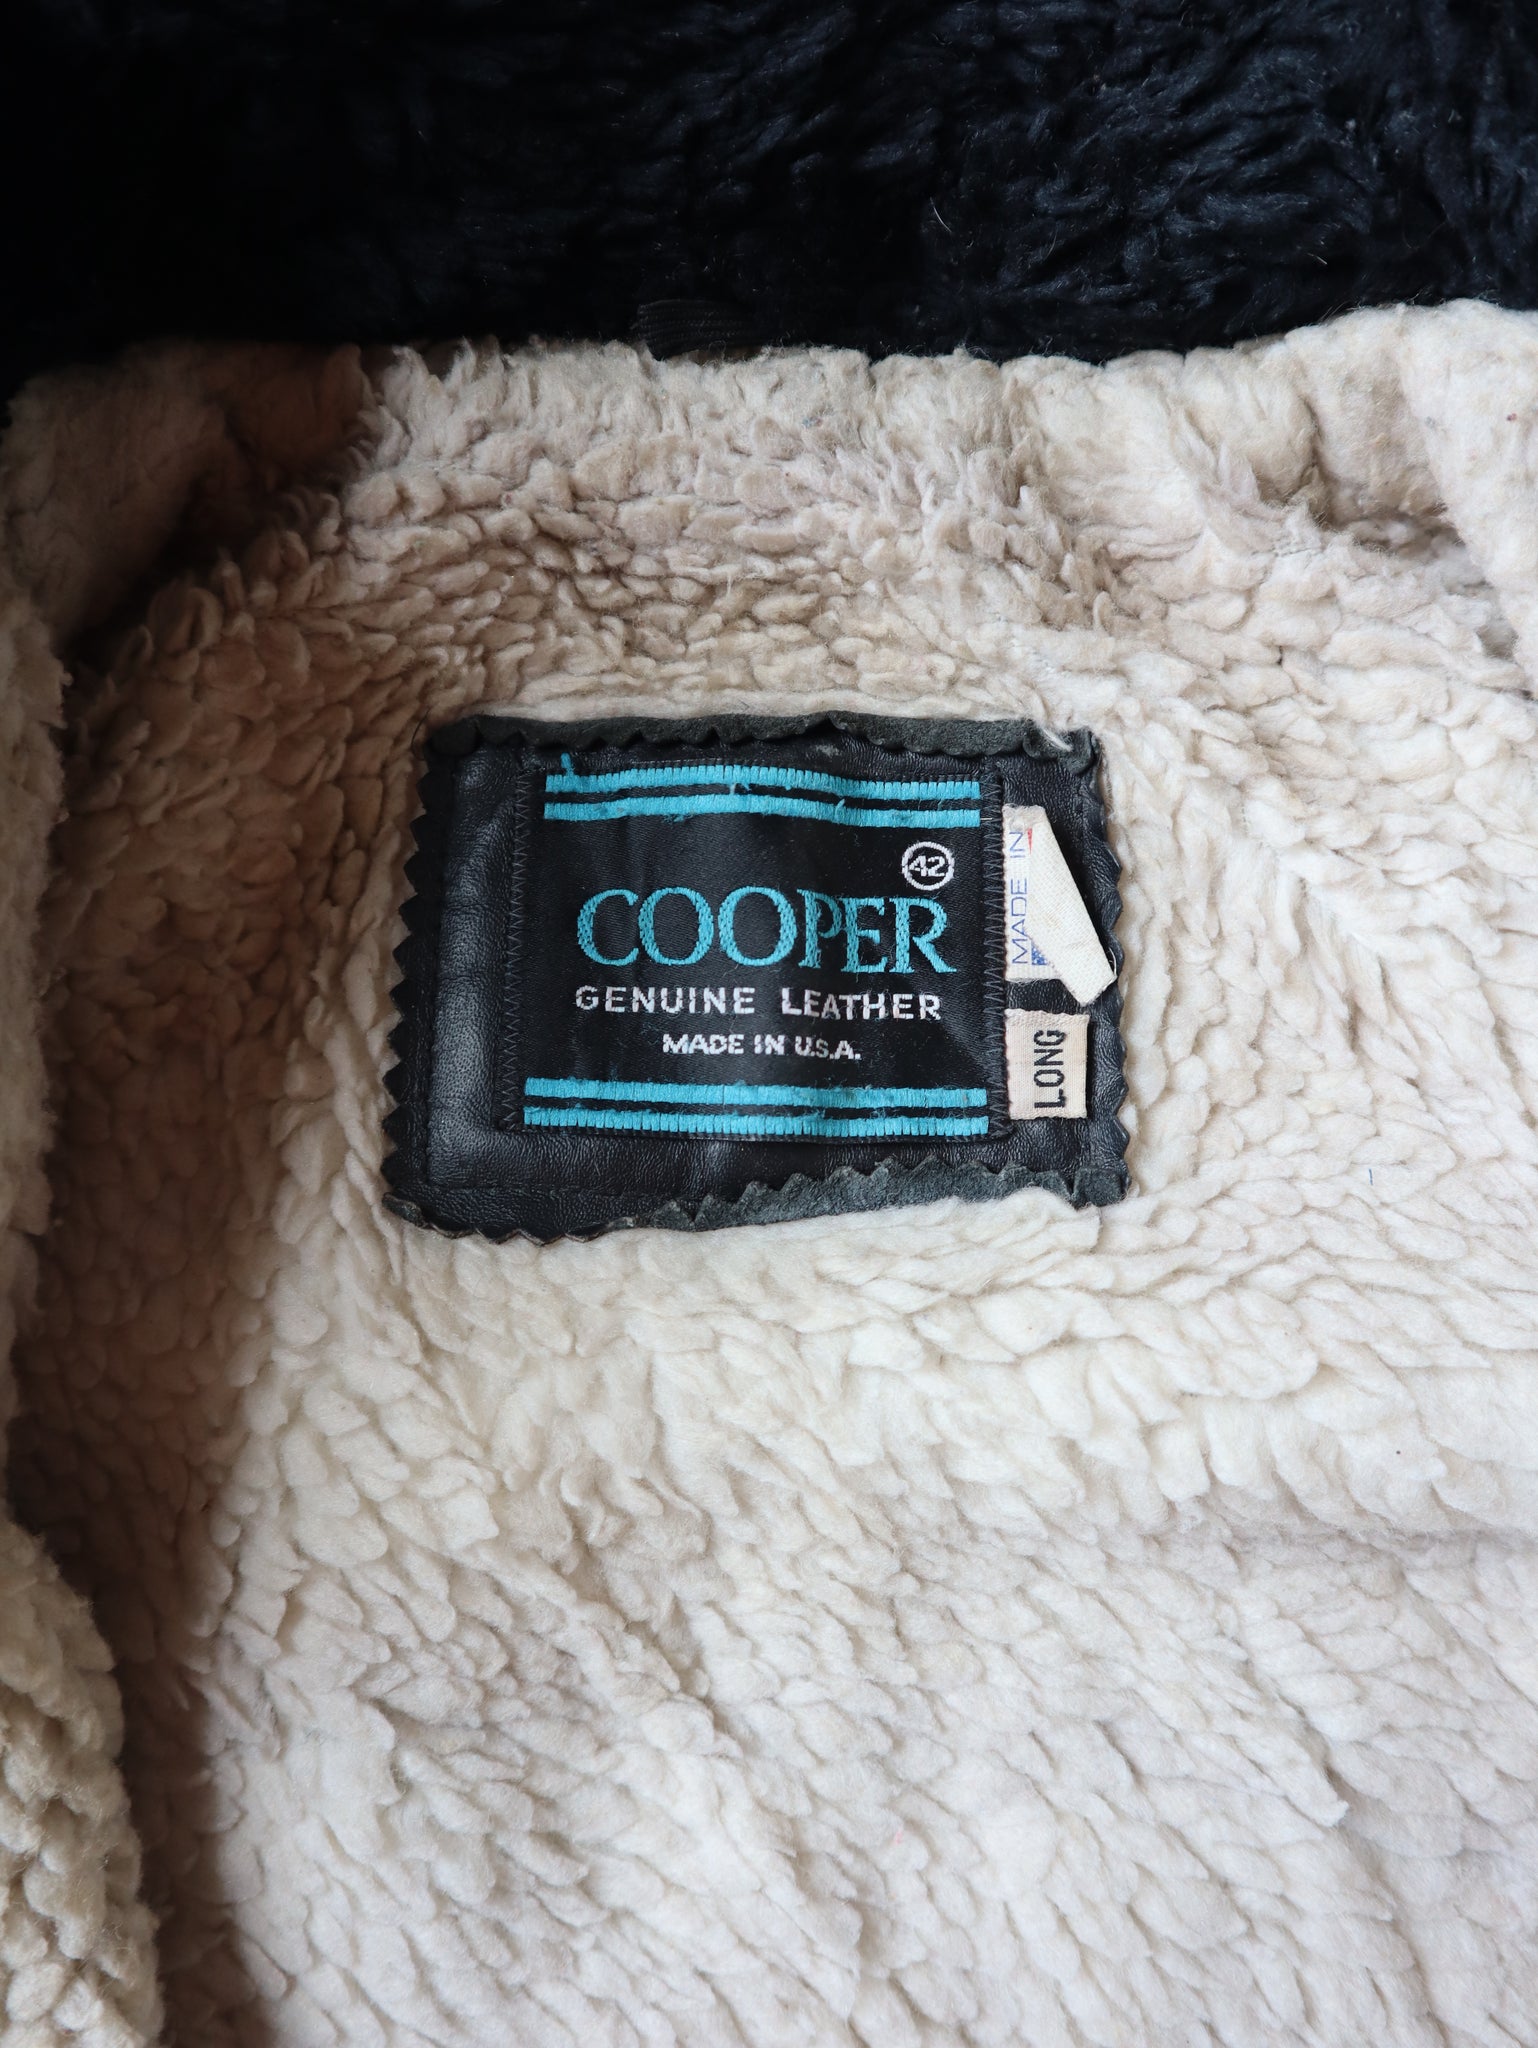 42
COOPER
GENUINE LEATHER
MADE IN U.S.A.
MADE IN
LONG